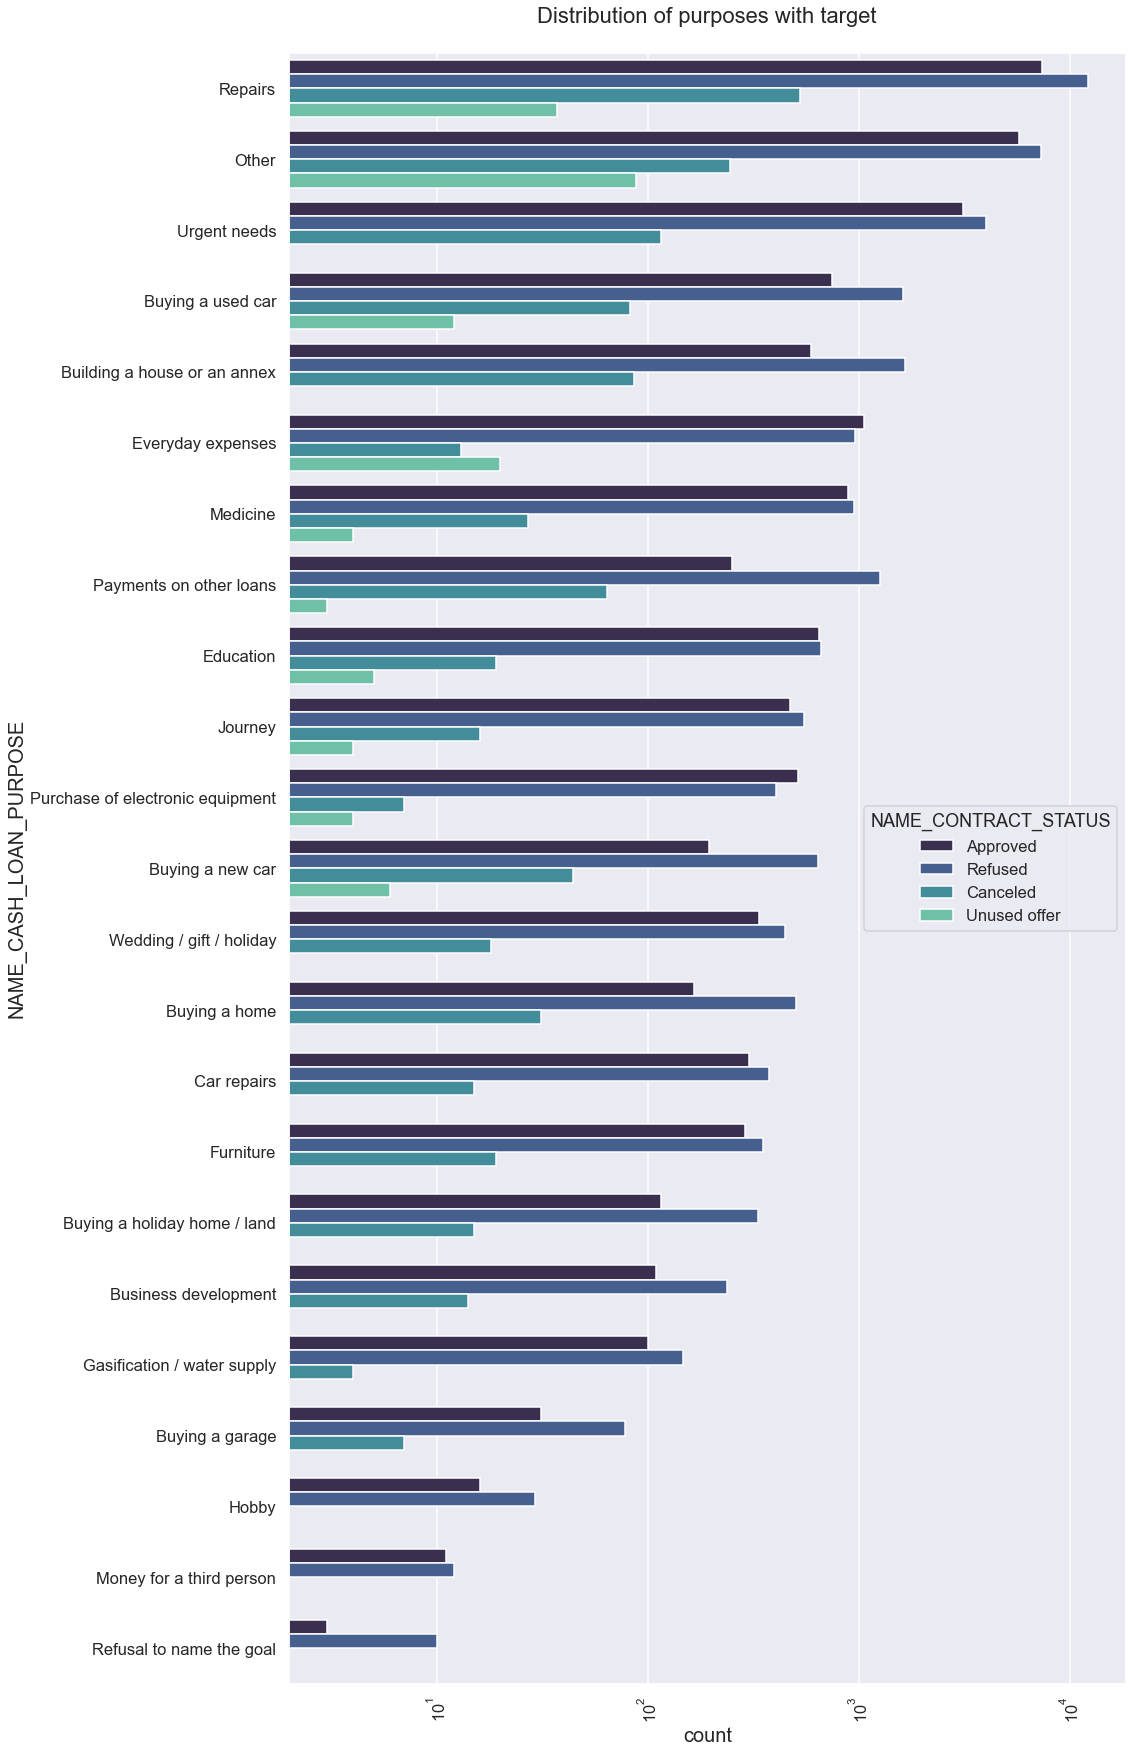 Distribution of purposes with target
Repairs
Other
Urgent needs
Buying a used car
Building a house or an annex
Everyday expenses
Medicine
Payments on other loans
Education
Journey
Purchase of electronic equipment
Buying a new car
Wedding / gift / holiday
Buying a home
Car repairs
Furniture
Buying a holiday home / land
Business development
Gasification / water supply
Buying a garage
Hobby
Money for a third person
Refusal to name the goal
NAME_CASH_LOAN_PURPOSE
NAME_CONTRACT_STATUS
Approved
Refused
Canceled
Unused offer
10¹
10²
10³
10⁴
count